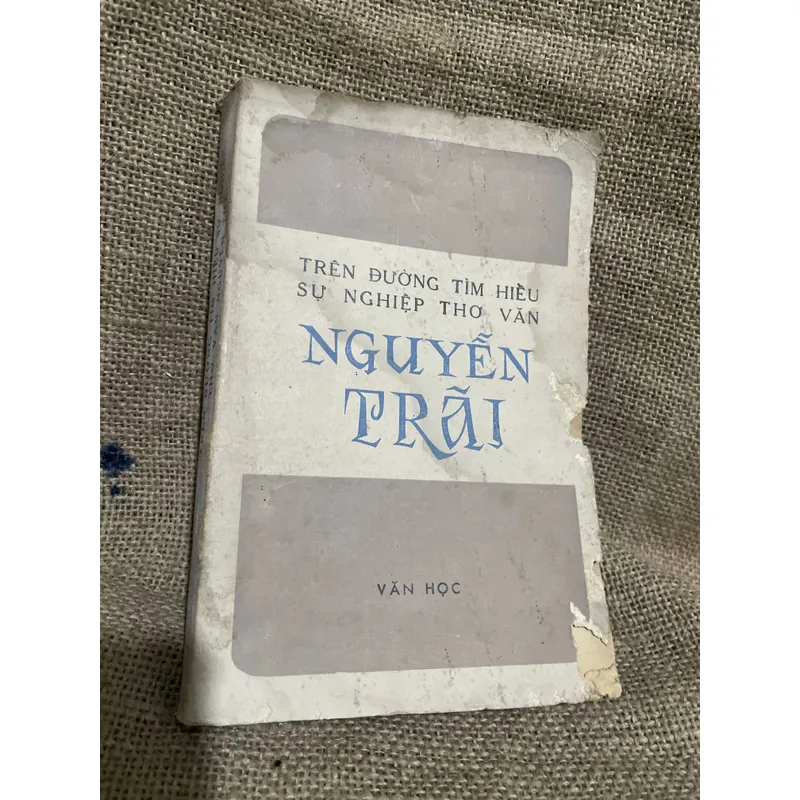 TRÊN ĐƯỜNG TÌM HIỂU
SỰ NGHIỆP THƠ VĂN
NGUYỄN
TRÃI
VĂN HỌC